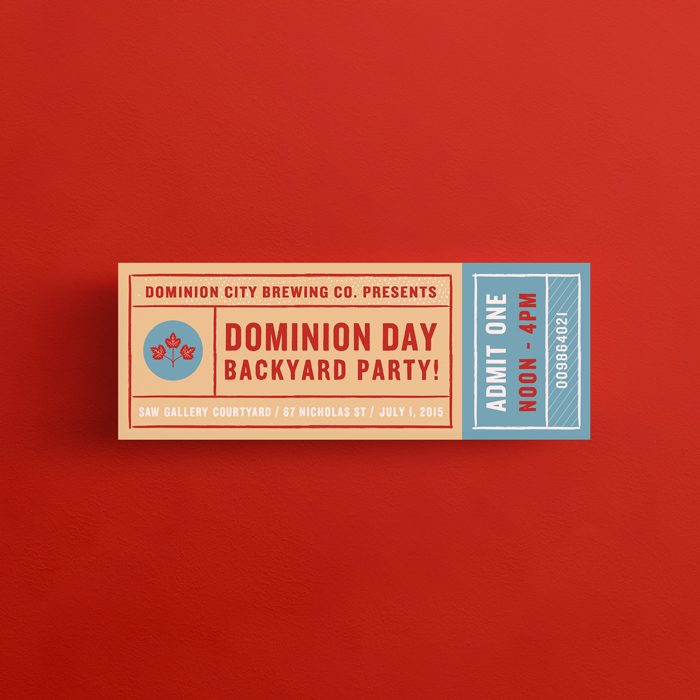 DOMINION CITY BREWING CO. PRESENTS
DOMINION DAY
BACKYARD PARTY!
SAW GALLERY COURTYARD / 67 NICHOLAS ST / JULY 1, 2015
ADMIT ONE
NOON - 4PM
009864021